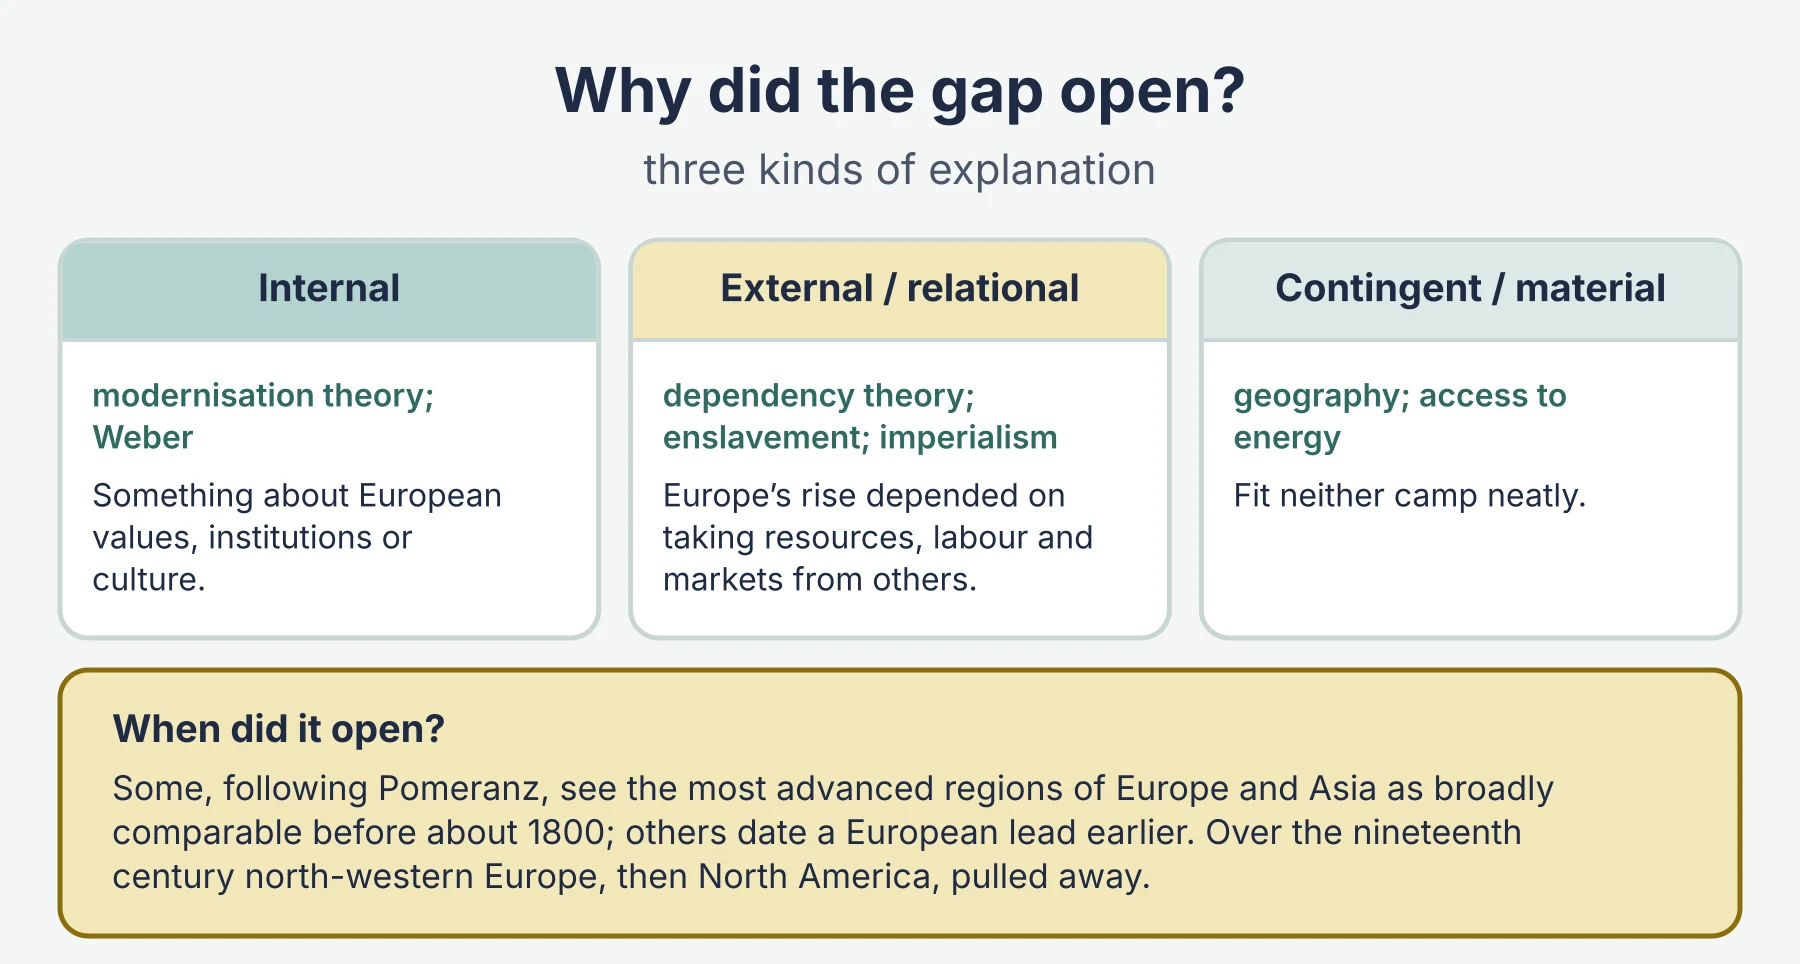 Why did the gap open?
three kinds of explanation
Internal
modernisation theory;
Weber
Something about European
values, institutions or
culture.
External / relational
dependency theory;
enslavement; imperialism
Europe’s rise depended on
taking resources, labour and
markets from others.
Contingent / material
geography; access to
energy
Fit neither camp neatly.
When did it open?
Some, following Pomeranz, see the most advanced regions of Europe and Asia as broadly
comparable before about 1800; others date a European lead earlier. Over the nineteenth
century north-western Europe, then North America, pulled away.